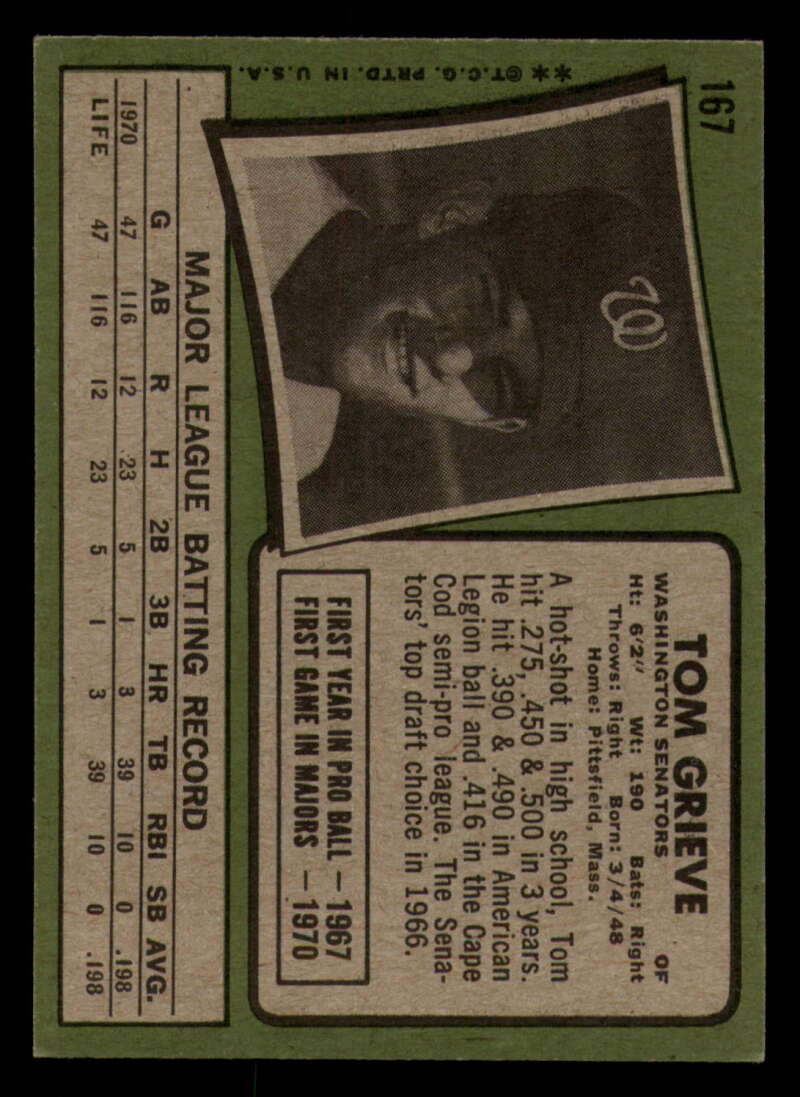 167
TOM GRIEVE
WASHINGTON SENATORS OF
Ht: 6'2" Wt: 190 Bats: Right
Throws: Right Born: 3/4/48
Home: Pittsfield, Mass.
A hot-shot in high school, Tom
hit .275, .450 & .500 in 3 years.
He hit .390 & .490 in American
Legion ball and .416 in the Cape
Cod semi-pro league. The Sena-
tors' top draft choice in 1966.
FIRST YEAR IN PRO BALL — 1967
FIRST GAME IN MAJORS — 1970
W
MAJOR LEAGUE BATTING RECORD
G AB R H 2B 3B HR TB RBI SB AVG.
1970 47 116 12 23 5 1 3 39 10 0 .198
LIFE 47 116 12 23 5 1 3 39 10 0 .198
**©T.C.G. PRTD. IN U.S.A.